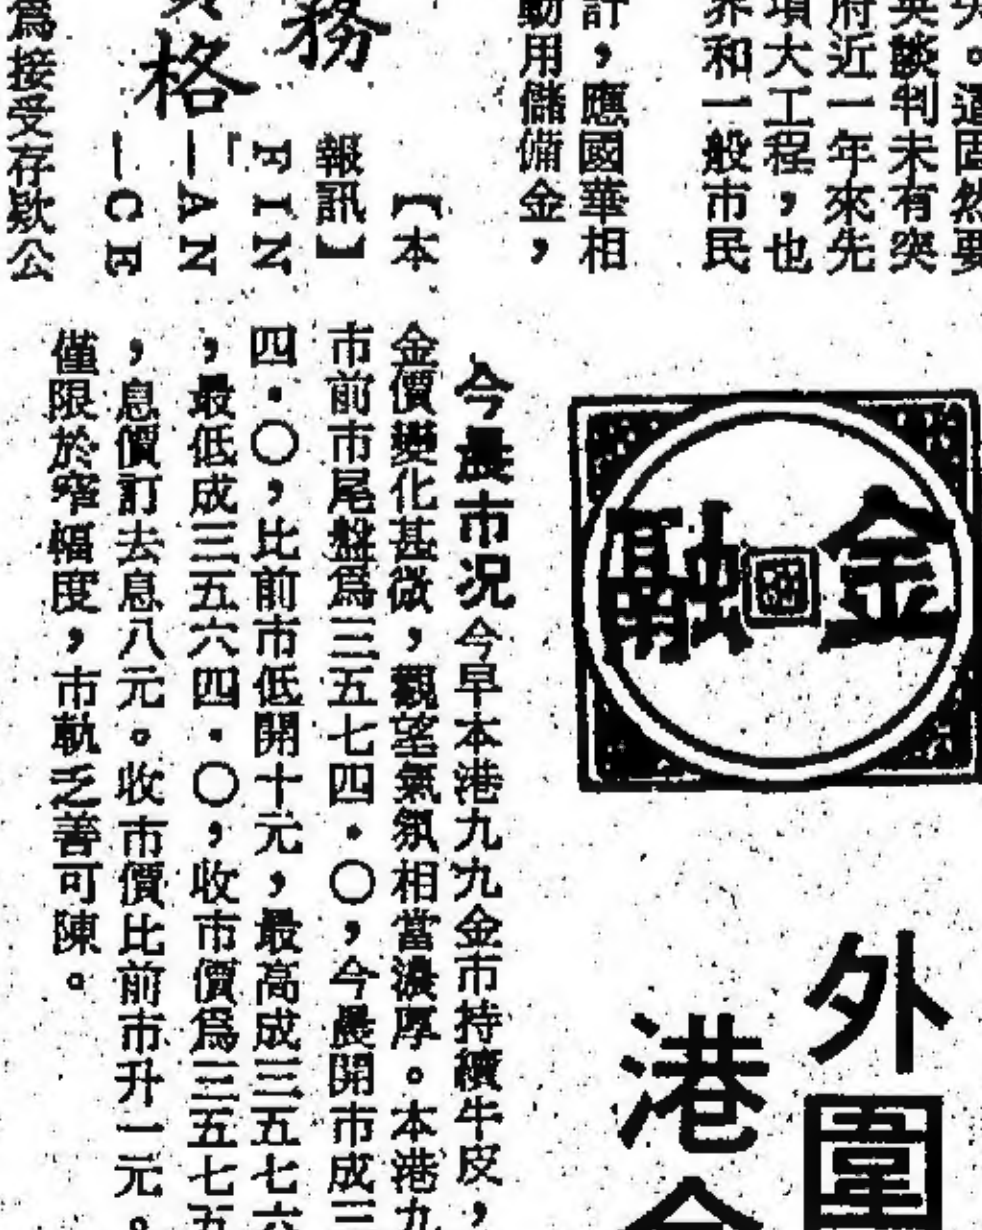 英談判未有突
府近一年來先
項大工程，也
界和一般市民
訂，應國華相
動用儲備金，
務
格
【本
報訊】
FIN
「AN
CE
為接受存欵公
金融
外圍
港金
今晨市況 今早本港九九金市持續牛皮，
金價變化甚微，觀望氣氛相當濃厚。本港九
市前市尾盤為三五七四．〇，今晨開市成三
四．〇，比前市低開十元，最高成三五七六
，最低成三五六四．〇，收市價為三五七五
，息價訂去息八元。收市價比前市升一元。
僅限於窄幅度，市軌乏善可陳。